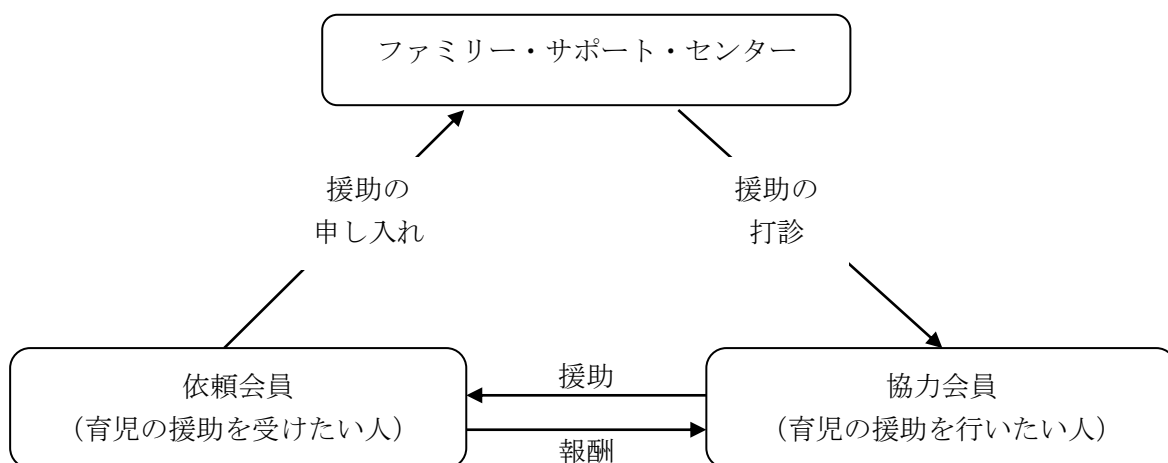 ファミリー・サポート・センター
援助の
申し入れ
援助の
打診
依頼会員
（育児の援助を受けたい人）
援助
報酬
協力会員
（育児の援助を行いたい人）